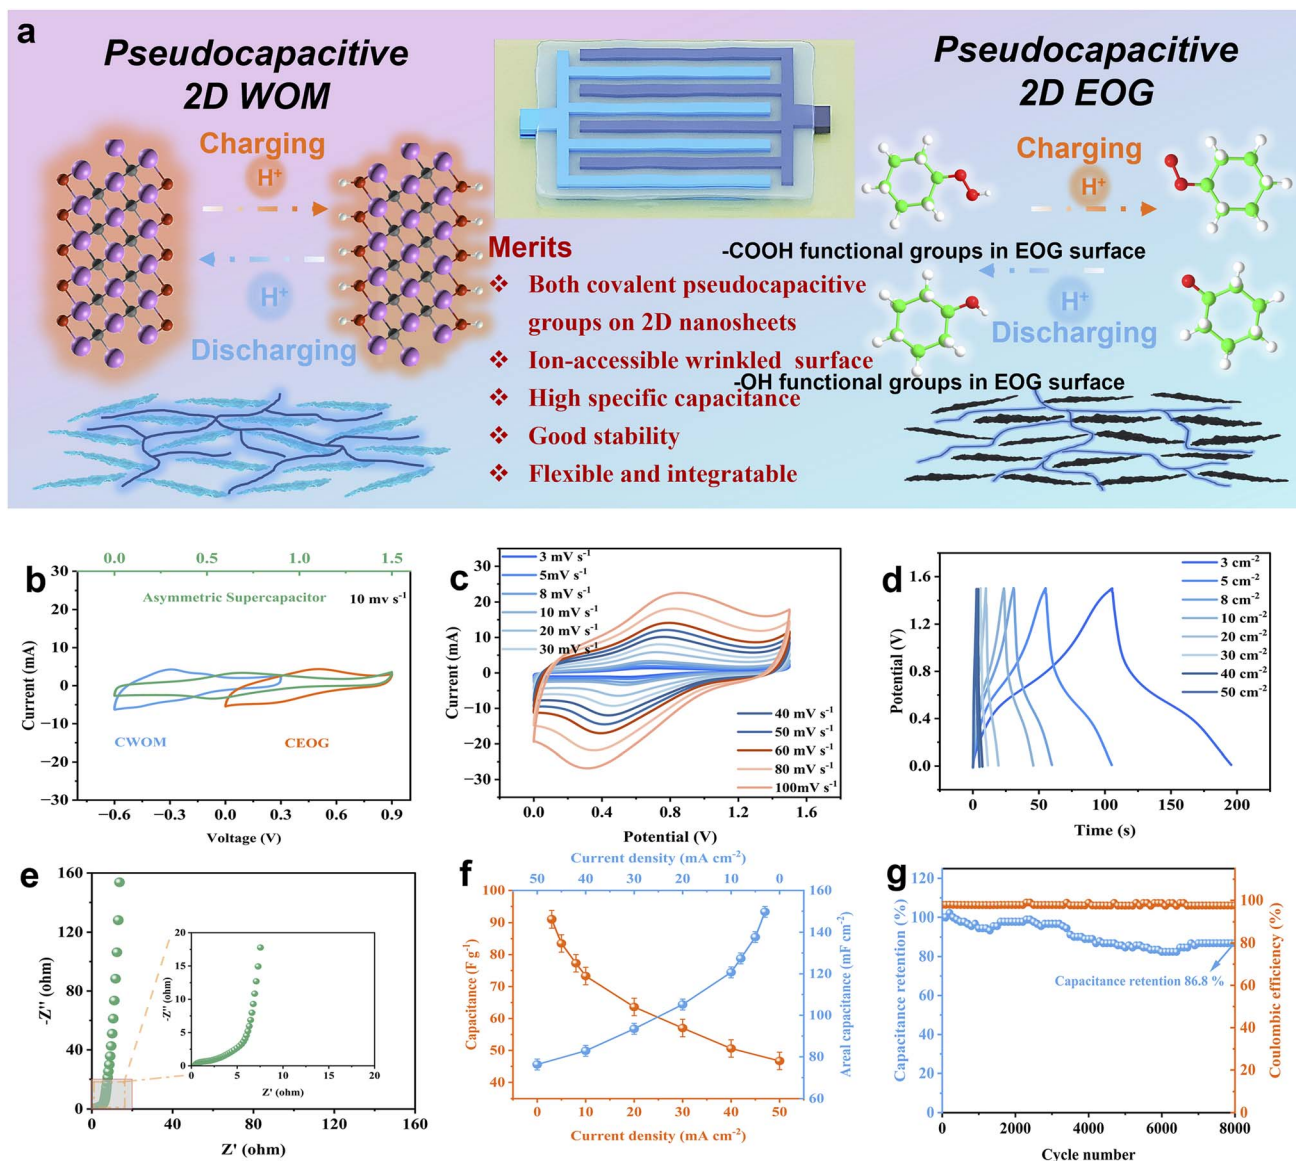 a
Pseudocapacitive
2D WOM
Charging
H⁺
H⁺
Discharging
Merits
❖ Both covalent pseudocapacitive
groups on 2D nanosheets
❖ Ion-accessible wrinkled surface
❖ High specific capacitance
❖ Good stability
❖ Flexible and integratable
Pseudocapacitive
2D EOG
Charging
H⁺
-COOH functional groups in EOG surface
H⁺
Discharging
-OH functional groups in EOG surface
b
0.0 0.5 1.0 1.5
Asymmetric Supercapacitor
10 mv s⁻¹
30
20
10
0
−10
−20
−30
Current (mA)
CWOM
CEOG
−0.6 −0.3 0.0 0.3 0.6 0.9
Voltage (V)
c
3 mV s⁻¹
5mV s⁻¹
8 mV s⁻¹
10 mV s⁻¹
20 mV s⁻¹
30 mV s⁻¹
30
20
10
0
−10
−20
−30
Current (mA)
40 mV s⁻¹
50 mV s⁻¹
60 mV s⁻¹
80 mV s⁻¹
100mV s⁻¹
0.0 0.4 0.8 1.2 1.6
Potential (V)
d
3 cm⁻²
5 cm⁻²
8 cm⁻²
10 cm⁻²
20 cm⁻²
30 cm⁻²
40 cm⁻²
50 cm⁻²
1.6
1.2
0.8
0.4
0.0
Potential (V)
0 50 100 150 200
Time (s)
e
160
120
80
40
0
-Z'' (ohm)
20
15
10
5
0
-Z'' (ohm)
0 5 10 15 20
Z' (ohm)
0 40 80 120 160
Z' (ohm)
f
Current density (mA cm⁻²)
50 40 30 20 10 0
100
90
80
70
60
50
40
Capacitance (F g⁻¹)
160
140
120
100
80
60
Areal capacitance (mF cm⁻²)
0 10 20 30 40 50
Current density (mA cm⁻²)
g
120
100
80
60
40
20
0
Capacitance retention (%)
Capacitance retention 86.8 %
100
80
60
40
20
0
Coulombic efficiency (%)
0 2000 4000 6000 8000
Cycle number